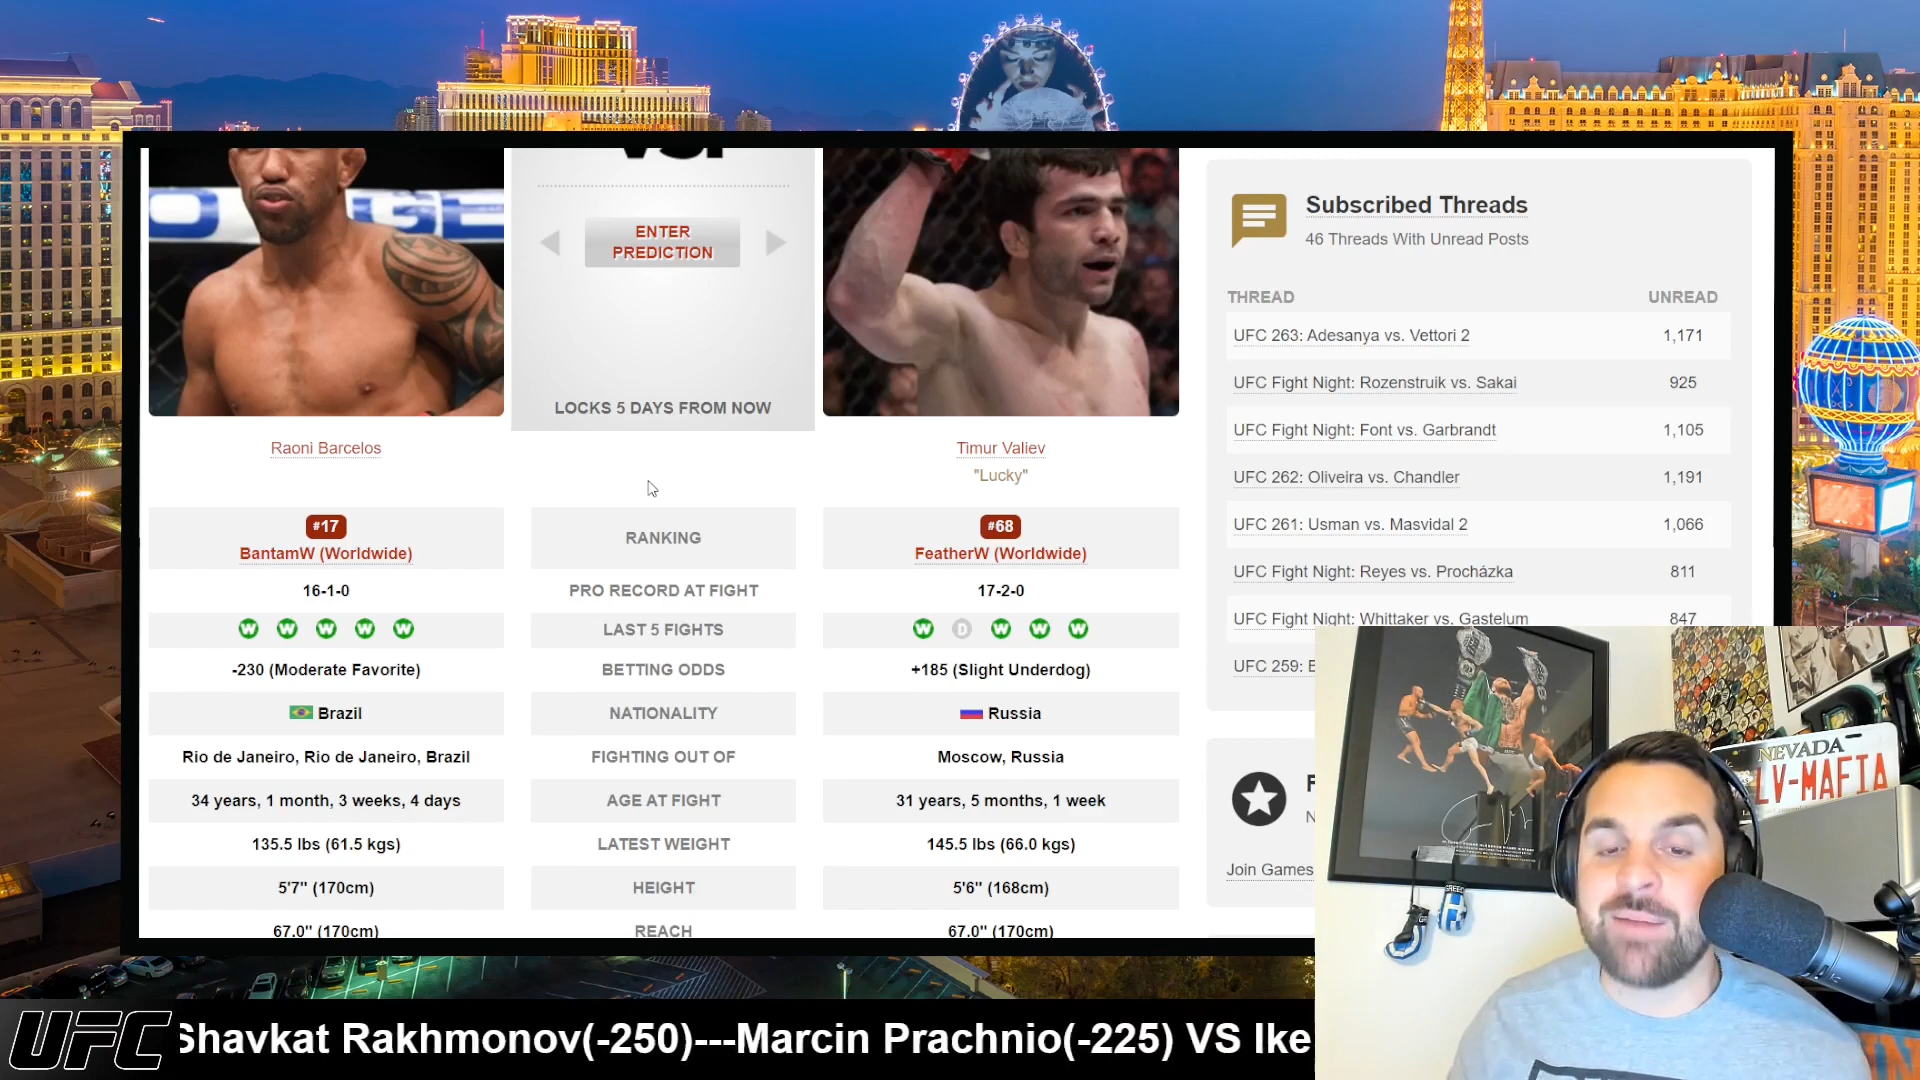 ENTER
PREDICTION
LOCKS 5 DAYS FROM NOW
Raoni Barcelos
Timur Valiev
"Lucky"
#17
BantamW (Worldwide)
RANKING
#68
FeatherW (Worldwide)
16-1-0
PRO RECORD AT FIGHT
17-2-0
W W W W W
LAST 5 FIGHTS
W D W W W
-230 (Moderate Favorite)
BETTING ODDS
+185 (Slight Underdog)
Brazil
NATIONALITY
Russia
Rio de Janeiro, Rio de Janeiro, Brazil
FIGHTING OUT OF
Moscow, Russia
34 years, 1 month, 3 weeks, 4 days
AGE AT FIGHT
31 years, 5 months, 1 week
135.5 lbs (61.5 kgs)
LATEST WEIGHT
145.5 lbs (66.0 kgs)
5'7" (170cm)
HEIGHT
5'6" (168cm)
67.0" (170cm)
REACH
67.0" (170cm)
Subscribed Threads
46 Threads With Unread Posts
THREAD UNREAD
UFC 263: Adesanya vs. Vettori 2 1,171
UFC Fight Night: Rozenstruik vs. Sakai 925
UFC Fight Night: Font vs. Garbrandt 1,105
UFC 262: Oliveira vs. Chandler 1,191
UFC 261: Usman vs. Masvidal 2 1,066
UFC Fight Night: Reyes vs. Procházka 811
UFC Fight Night: Whittaker vs. Gastelum 847
UFC 259: B
Join Games
NEVADA
LV-MAFIA
UFC
Shavkat Rakhmonov(-250)---Marcin Prachnio(-225) VS Ike